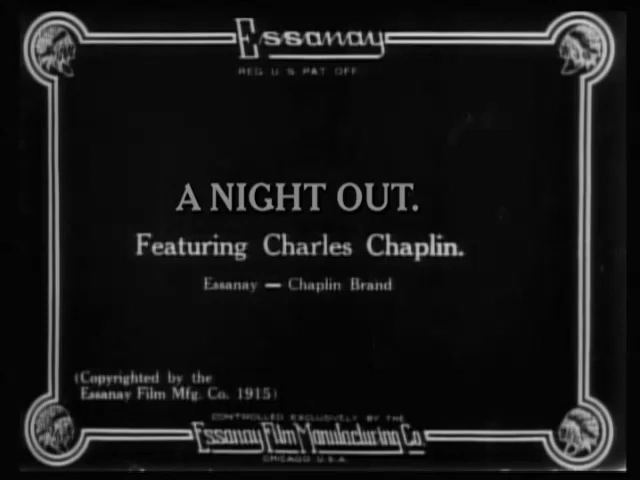 Essanay
REG. U. S. PAT. OFF.
A NIGHT OUT.
Featuring Charles Chaplin.
Essanay — Chaplin Brand
(Copyrighted by the
Essanay Film Mfg. Co. 1915)
CONTROLLED EXCLUSIVELY BY THE
Essanay Film Manufacturing Co
CHICAGO U.S.A.